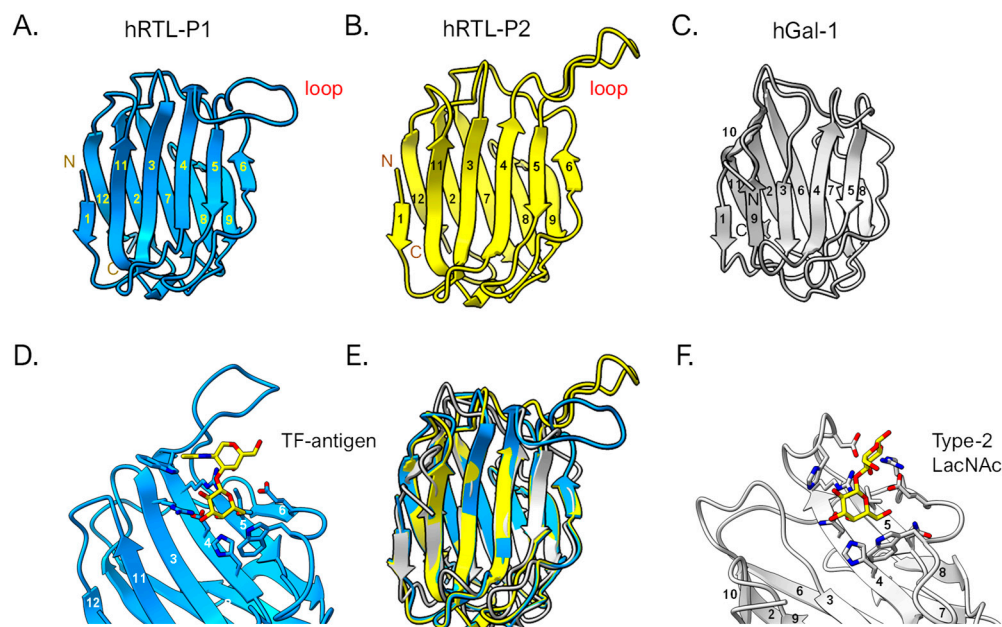 A. hRTL-P1
B. hRTL-P2
C. hGal-1
loop
N
11 3 4 5 6
12 2 7 8 9
1
C
loop
N
11 3 4 5 6
12 2 7 8 9
1
C
10
11 2 3 6 4 7 5 8
N
1 9
C
D.
TF-antigen
6
5
4
3
11
12
E.
F.
Type-2
LacNAc
5
8
4
6 3
10 2 9 7